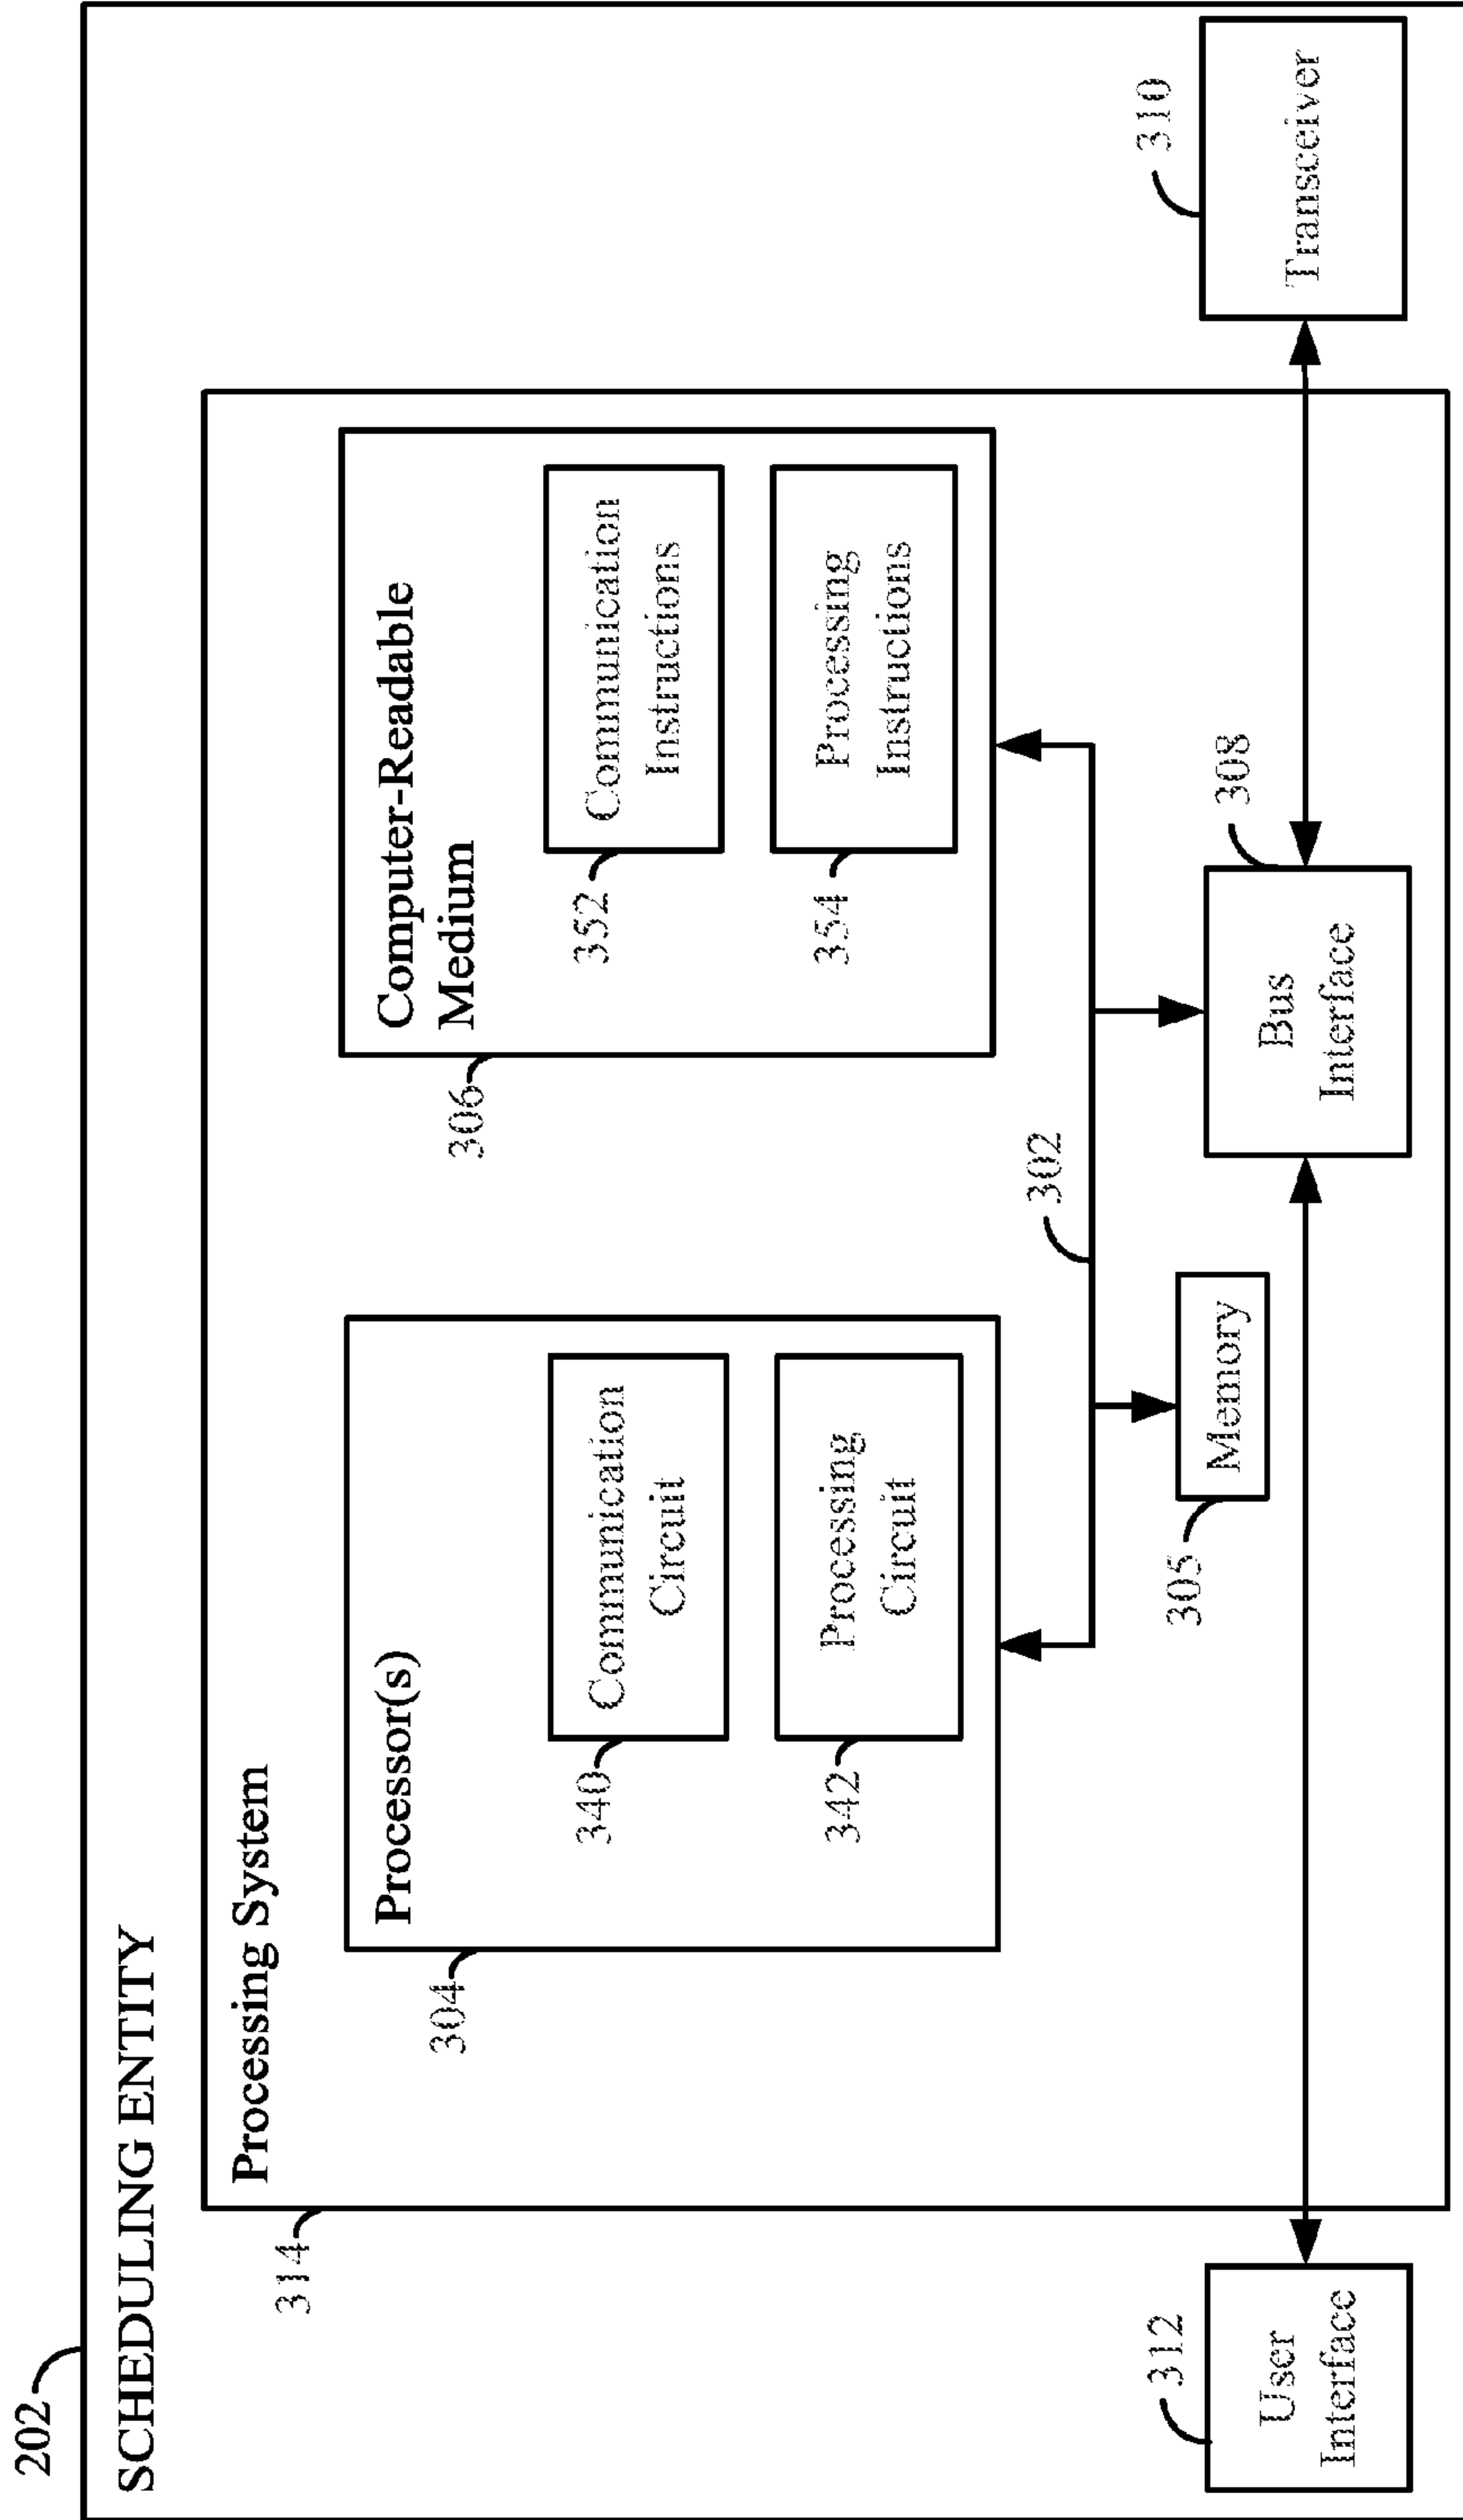 202
SCHEDULING ENTITY
314
Processing System
304
Processor(s)
340
Communication
Circuit
342
Processing
Circuit
306
Computer-Readable
Medium
352
Communication
Instructions
354
Processing
Instructions
302
305
Memory
308
Bus
Interface
312
User
Interface
310
Transceiver